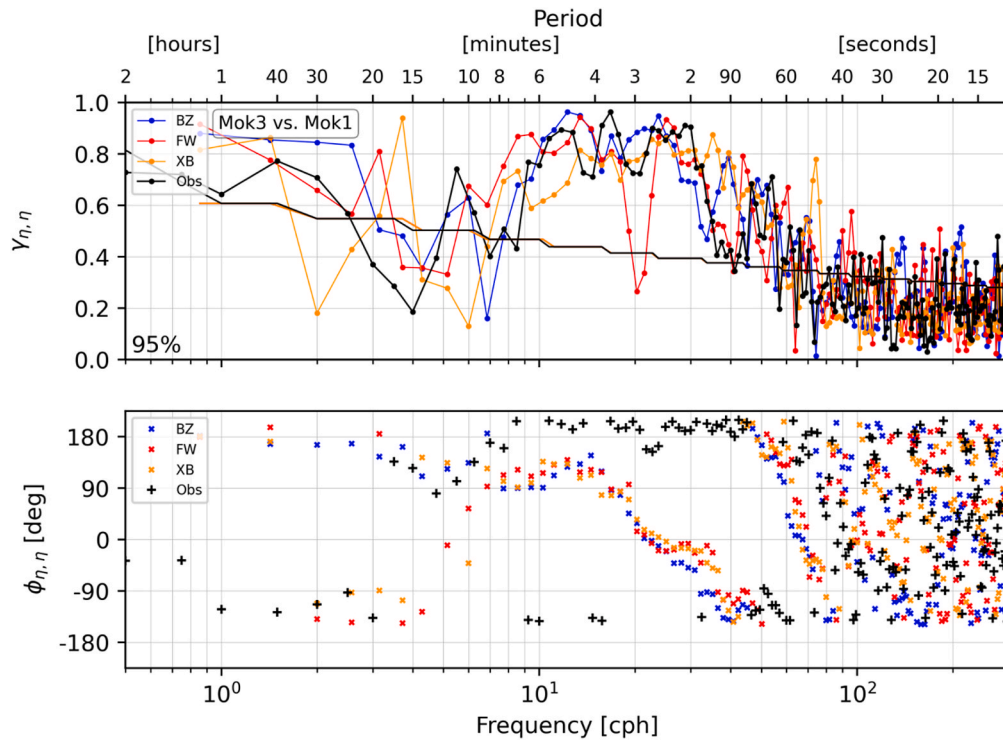 Period
[hours] [minutes] [seconds]
2 1 40 30 20 15 10 8 6 4 3 2 90 60 40 30 20 15
1.0
0.8
0.6
0.4
0.2
0.0
γη,η
BZ
FW
XB
Obs
Mok3 vs. Mok1
95%
180
90
0
-90
-180
ϕη,η [deg]
BZ
FW
XB
Obs
10⁰ 10¹ 10²
Frequency [cph]